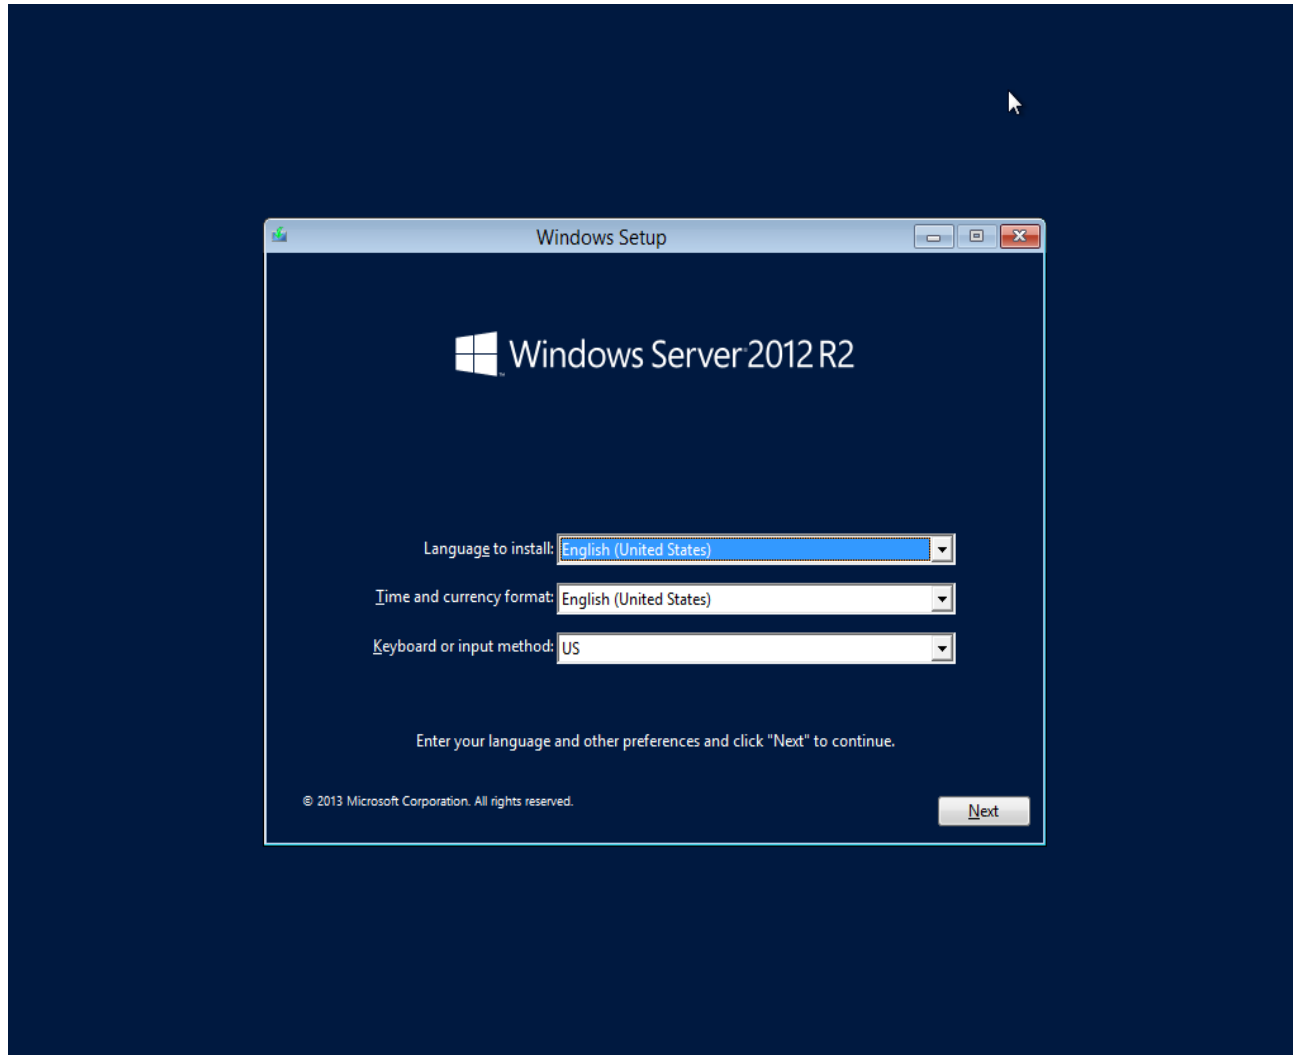 Windows Setup
Windows Server 2012 R2
Language to install: English (United States)
Time and currency format: English (United States)
Keyboard or input method: US
Enter your language and other preferences and click "Next" to continue.
© 2013 Microsoft Corporation. All rights reserved.
Next